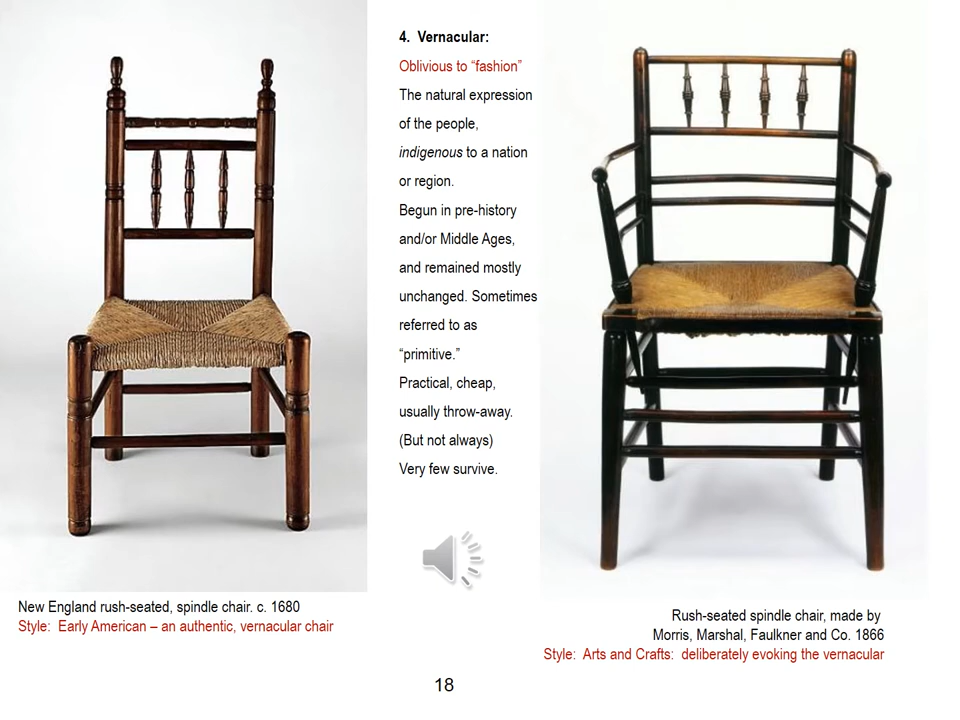 4. Vernacular:
Oblivious to “fashion”
The natural expression
of the people,
indigenous to a nation
or region.
Begun in pre-history
and/or Middle Ages,
and remained mostly
unchanged. Sometimes
referred to as
“primitive.”
Practical, cheap,
usually throw-away.
(But not always)
Very few survive.
New England rush-seated, spindle chair. c. 1680
Style: Early American – an authentic, vernacular chair
Rush-seated spindle chair, made by
Morris, Marshal, Faulkner and Co. 1866
Style: Arts and Crafts: deliberately evoking the vernacular
18